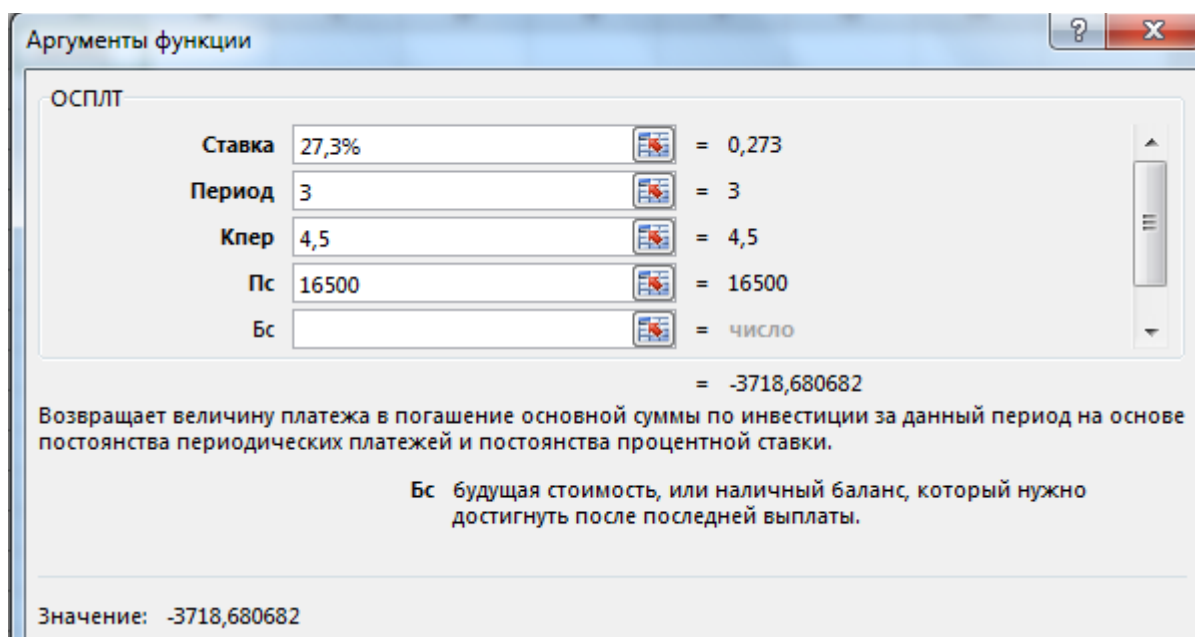 Аргументы функции
ОСПЛТ
Ставка 27,3% = 0,273
Период 3 = 3
Кпер 4,5 = 4,5
Пс 16500 = 16500
Бс = число
= -3718,680682
Возвращает величину платежа в погашение основной суммы по инвестиции за данный период на основе
постоянства периодических платежей и постоянства процентной ставки.
Бс будущая стоимость, или наличный баланс, который нужно
достигнуть после последней выплаты.
Значение: -3718,680682